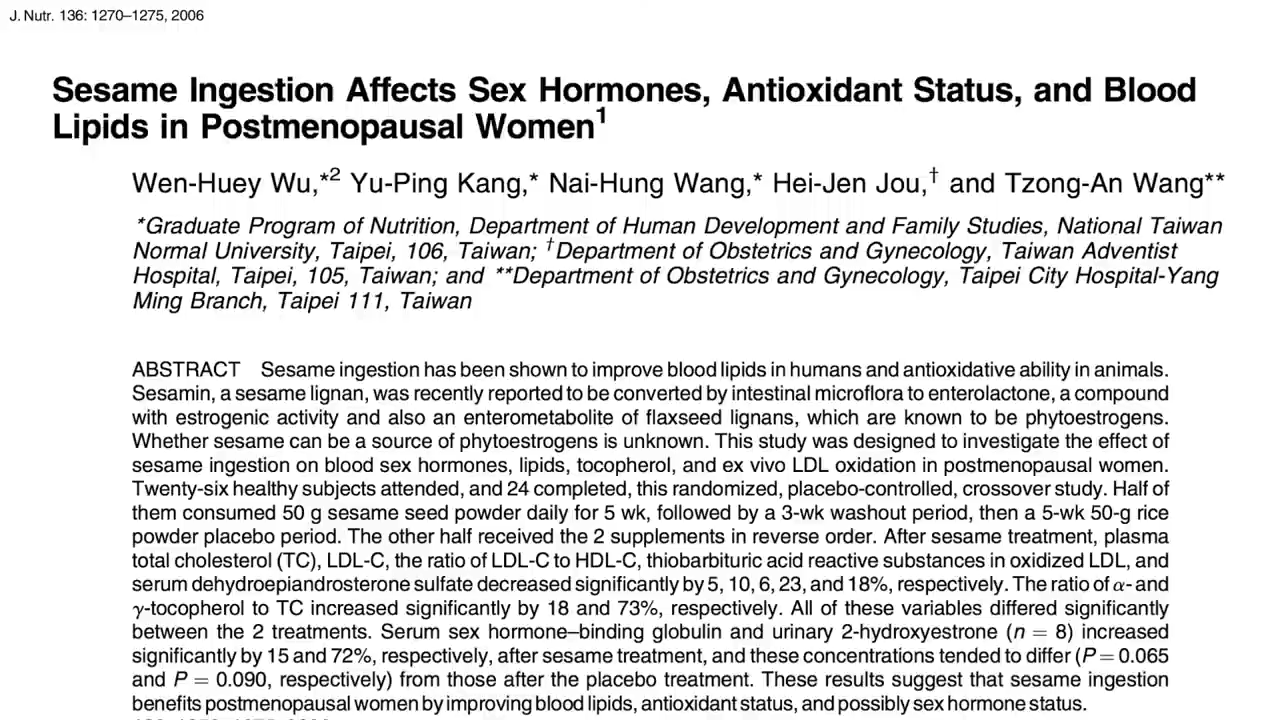 J. Nutr. 136: 1270–1275, 2006
Sesame Ingestion Affects Sex Hormones, Antioxidant Status, and Blood
Lipids in Postmenopausal Women1
Wen-Huey Wu,*2 Yu-Ping Kang,* Nai-Hung Wang,* Hei-Jen Jou,† and Tzong-An Wang**
*Graduate Program of Nutrition, Department of Human Development and Family Studies, National Taiwan
Normal University, Taipei, 106, Taiwan; †Department of Obstetrics and Gynecology, Taiwan Adventist
Hospital, Taipei, 105, Taiwan; and **Department of Obstetrics and Gynecology, Taipei City Hospital-Yang
Ming Branch, Taipei 111, Taiwan
ABSTRACT Sesame ingestion has been shown to improve blood lipids in humans and antioxidative ability in animals.
Sesamin, a sesame lignan, was recently reported to be converted by intestinal microflora to enterolactone, a compound
with estrogenic activity and also an enterometabolite of flaxseed lignans, which are known to be phytoestrogens.
Whether sesame can be a source of phytoestrogens is unknown. This study was designed to investigate the effect of
sesame ingestion on blood sex hormones, lipids, tocopherol, and ex vivo LDL oxidation in postmenopausal women.
Twenty-six healthy subjects attended, and 24 completed, this randomized, placebo-controlled, crossover study. Half of
them consumed 50 g sesame seed powder daily for 5 wk, followed by a 3-wk washout period, then a 5-wk 50-g rice
powder placebo period. The other half received the 2 supplements in reverse order. After sesame treatment, plasma
total cholesterol (TC), LDL-C, the ratio of LDL-C to HDL-C, thiobarbituric acid reactive substances in oxidized LDL, and
serum dehydroepiandrosterone sulfate decreased significantly by 5, 10, 6, 23, and 18%, respectively. The ratio of α- and
γ-tocopherol to TC increased significantly by 18 and 73%, respectively. All of these variables differed significantly
between the 2 treatments. Serum sex hormone–binding globulin and urinary 2-hydroxyestrone (n = 8) increased
significantly by 15 and 72%, respectively, after sesame treatment, and these concentrations tended to differ (P = 0.065
and P = 0.090, respectively) from those after the placebo treatment. These results suggest that sesame ingestion
benefits postmenopausal women by improving blood lipids, antioxidant status, and possibly sex hormone status.